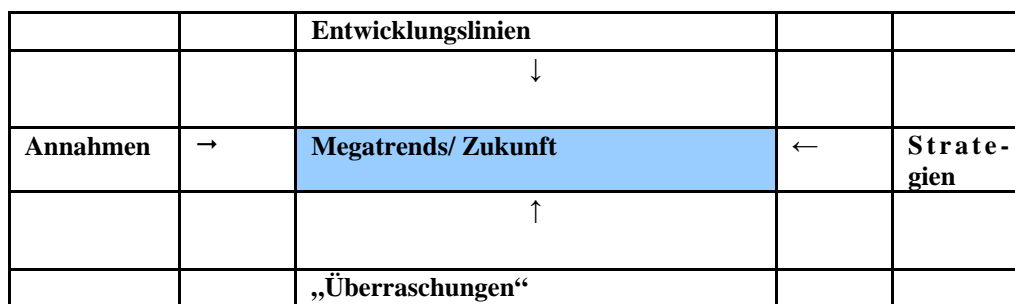 Entwicklungslinien
↓
Annahmen → Megatrends/ Zukunft ← Strate-
gien
↑
„Überraschungen“